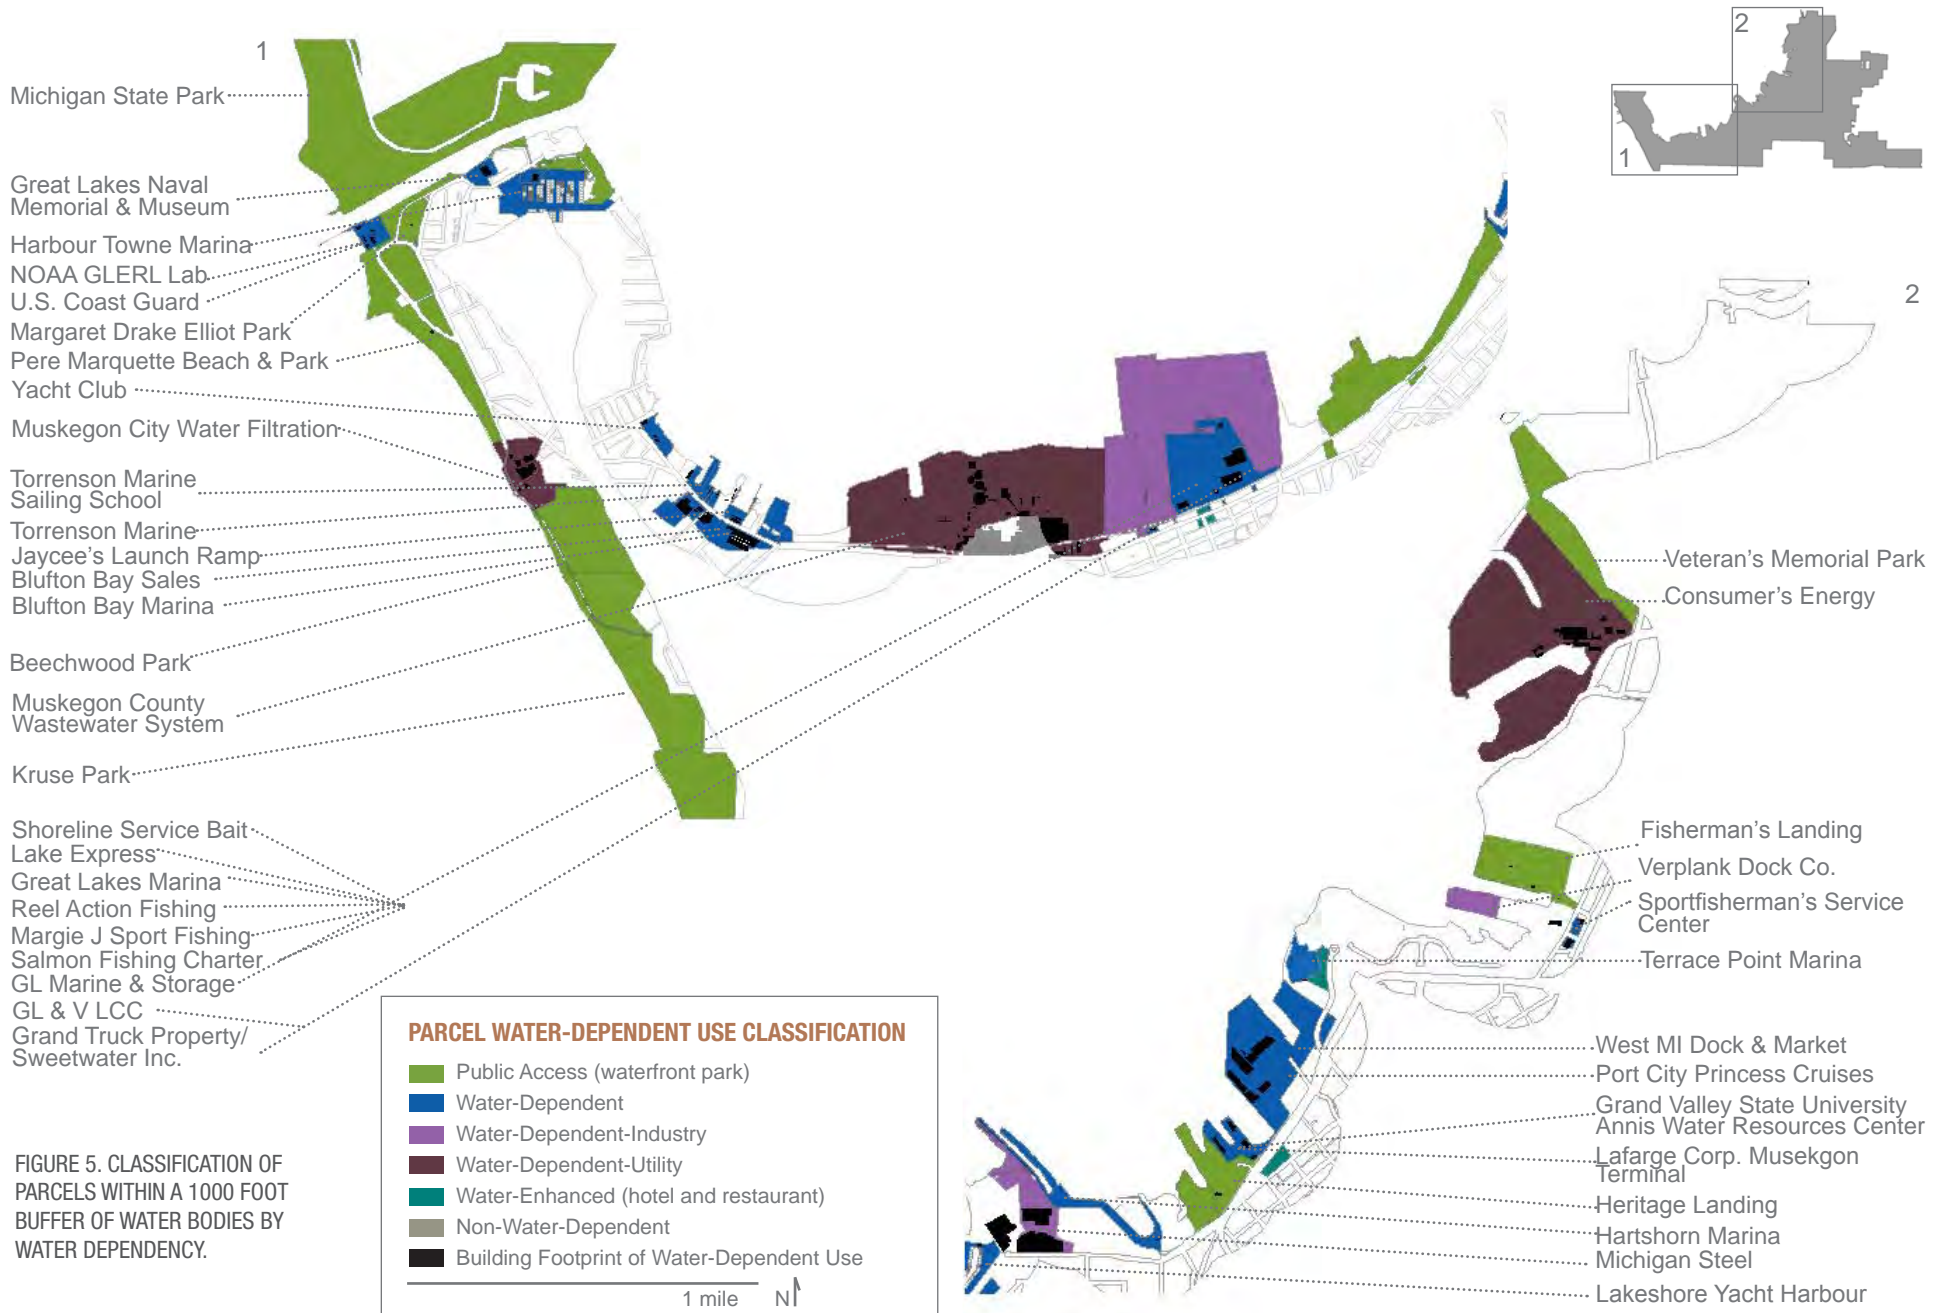 1
Michigan State Park
Great Lakes Naval
Memorial & Museum
Harbour Towne Marina
NOAA GLERL Lab
U.S. Coast Guard
Margaret Drake Elliot Park
Pere Marquette Beach & Park
Yacht Club
Muskegon City Water Filtration
Torrenson Marine
Sailing School
Torrenson Marine
Jaycee's Launch Ramp
Blufton Bay Sales
Blufton Bay Marina
Beechwood Park
Muskegon County
Wastewater System
Kruse Park
Shoreline Service Bait
Lake Express
Great Lakes Marina
Reel Action Fishing
Margie J Sport Fishing
Salmon Fishing Charter
GL Marine & Storage
GL & V LCC
Grand Truck Property/
Sweetwater Inc.
2
1
2
Veteran's Memorial Park
Consumer's Energy
Fisherman's Landing
Verplank Dock Co.
Sportfisherman's Service
Center
Terrace Point Marina
West MI Dock & Market
Port City Princess Cruises
Grand Valley State University
Annis Water Resources Center
Lafarge Corp. Musekgon
Terminal
Heritage Landing
Hartshorn Marina
Michigan Steel
Lakeshore Yacht Harbour
PARCEL WATER-DEPENDENT USE CLASSIFICATION
Public Access (waterfront park)
Water-Dependent
Water-Dependent-Industry
Water-Dependent-Utility
Water-Enhanced (hotel and restaurant)
Non-Water-Dependent
Building Footprint of Water-Dependent Use
1 mile N
FIGURE 5. CLASSIFICATION OF
PARCELS WITHIN A 1000 FOOT
BUFFER OF WATER BODIES BY
WATER DEPENDENCY.